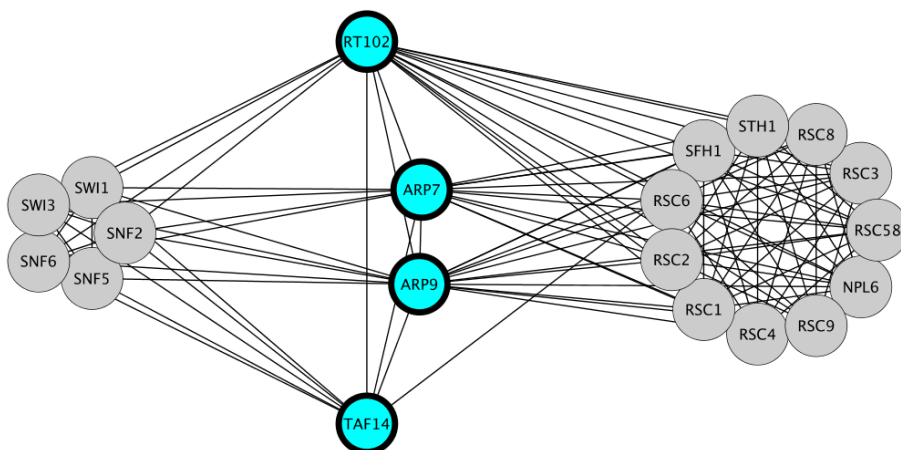 RT102
STH1
RSC8
SFH1
RSC3
SWI1
ARP7
SWI3
RSC6
SNF2
RSC58
SNF6
RSC2
SNF5
ARP9
NPL6
RSC1
RSC9
RSC4
TAF14